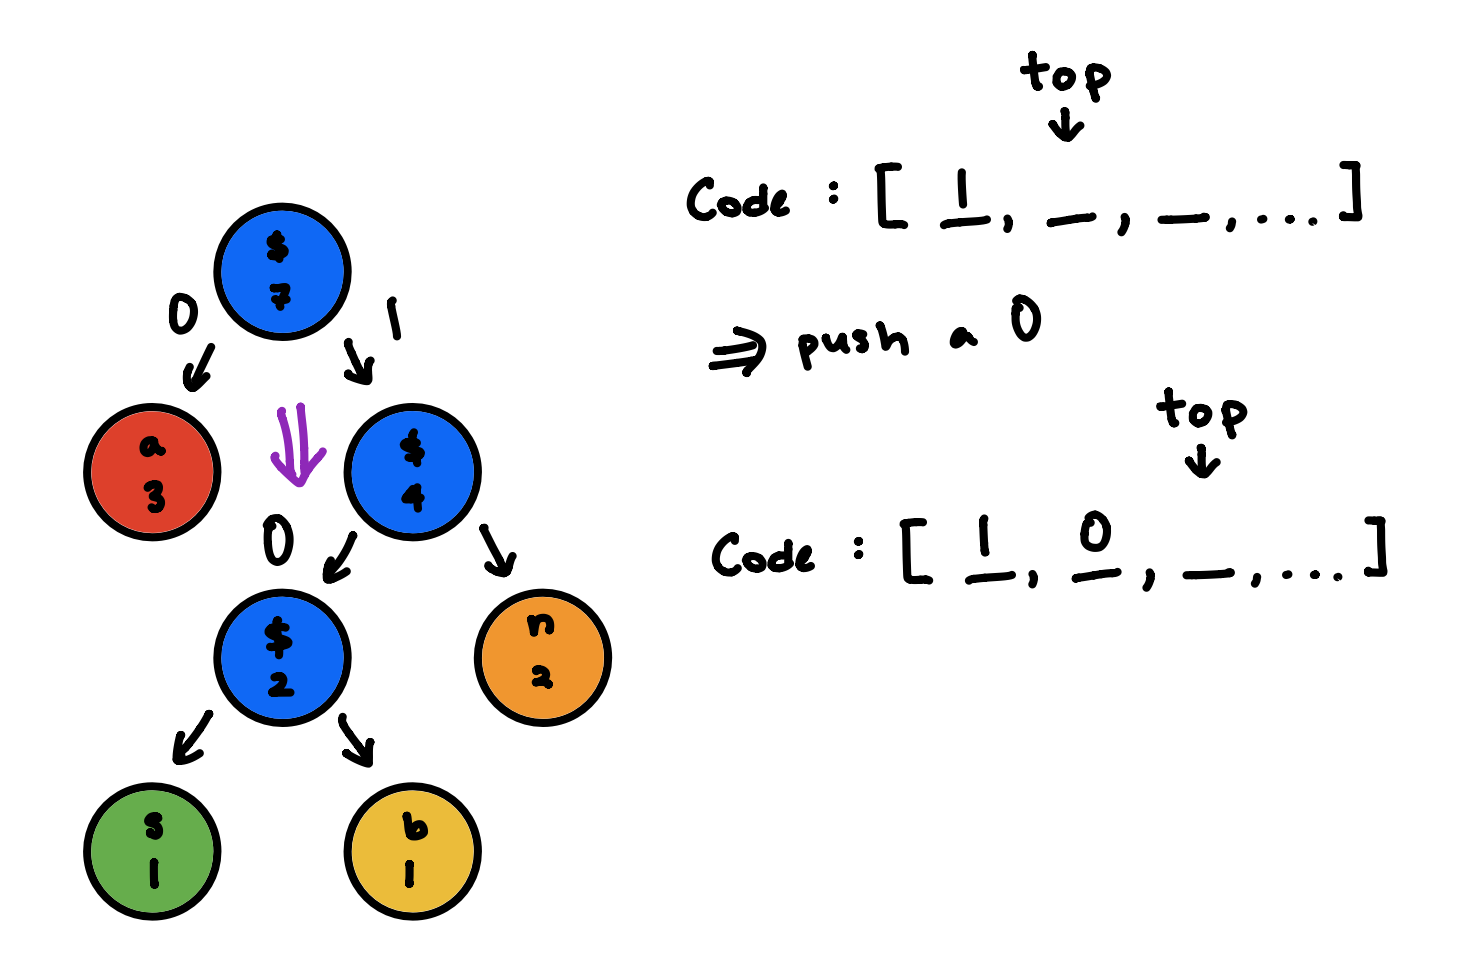 top
Code : [ 1, _, _, ... ]
⇒ push a 0
top
Code : [ 1, 0, _, ... ]
$
7
0 1
a
3
$
4
0
$
2
n
2
s
1
b
1